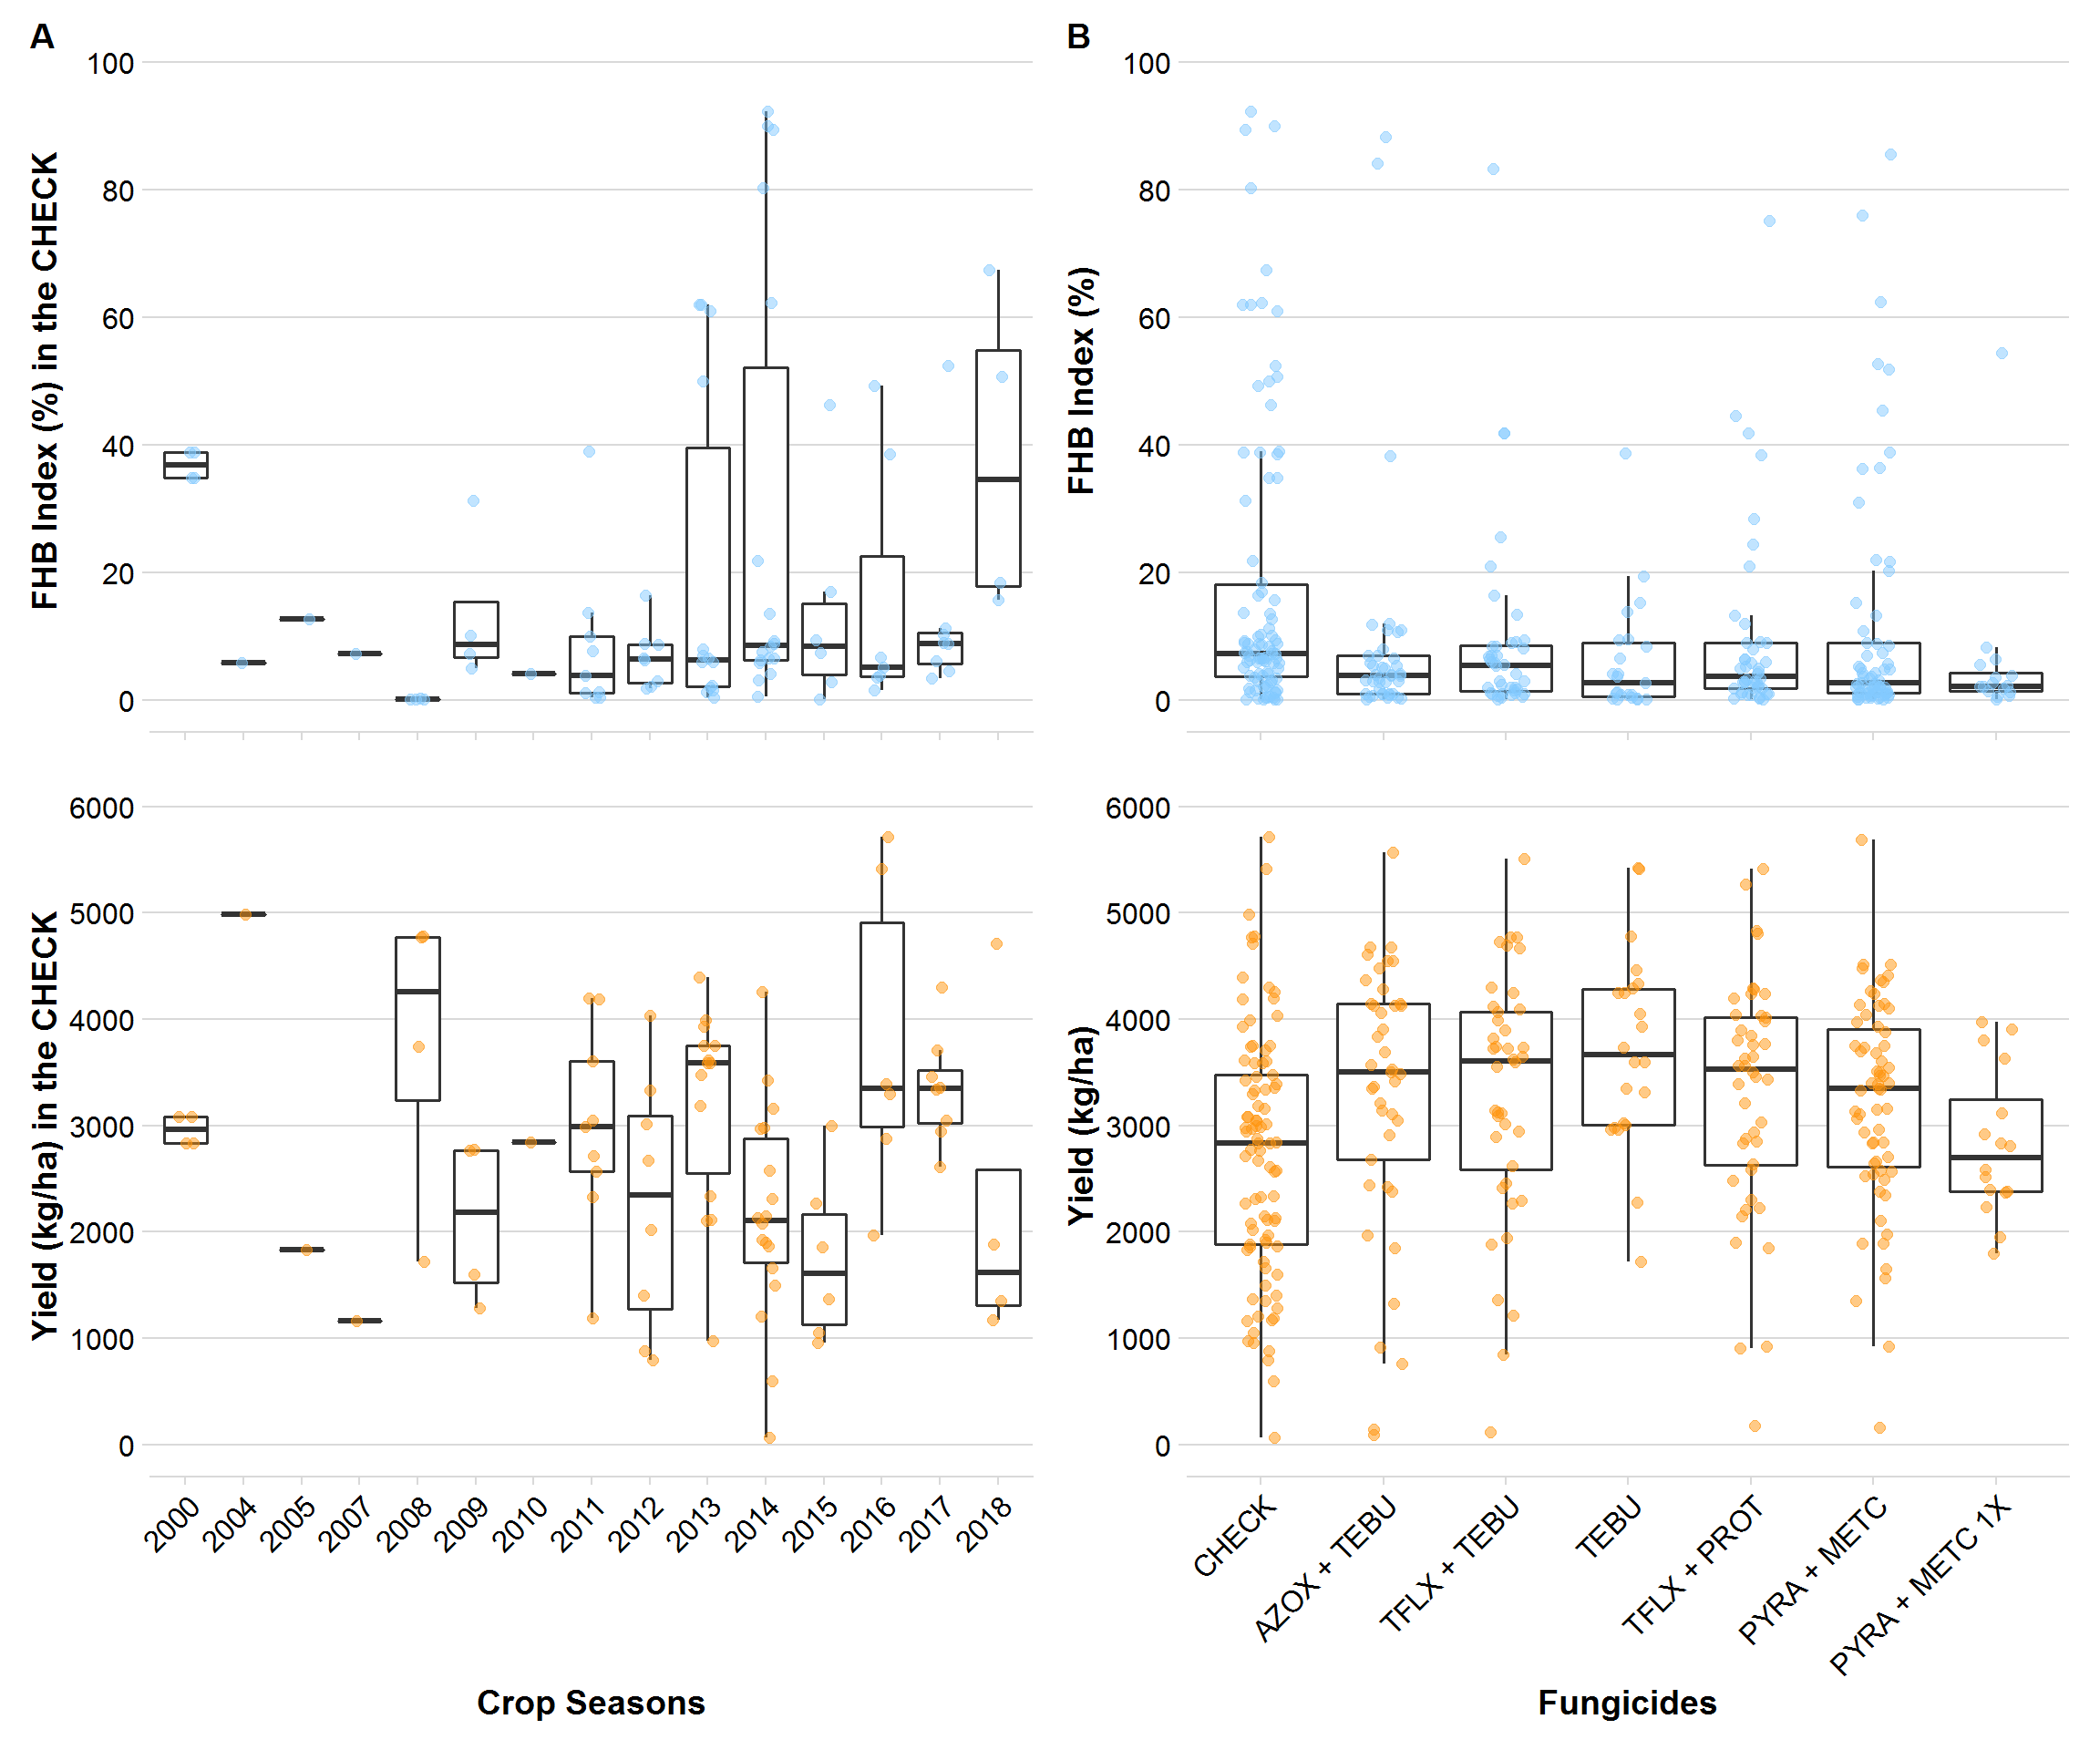 A
FHB Index (%) in the CHECK
100
80
60
40
20
0
B
FHB Index (%)
100
80
60
40
20
0
Yield (kg/ha) in the CHECK
6000
5000
4000
3000
2000
1000
0
2000 2004 2005 2007 2008 2009 2010 2011 2012 2013 2014 2015 2016 2017 2018
Crop Seasons
Yield (kg/ha)
6000
5000
4000
3000
2000
1000
0
CHECK
AZOX + TEBU
TFLX + TEBU
TEBU
TFLX + PROT
PYRA + METC
PYRA + METC 1X
Fungicides